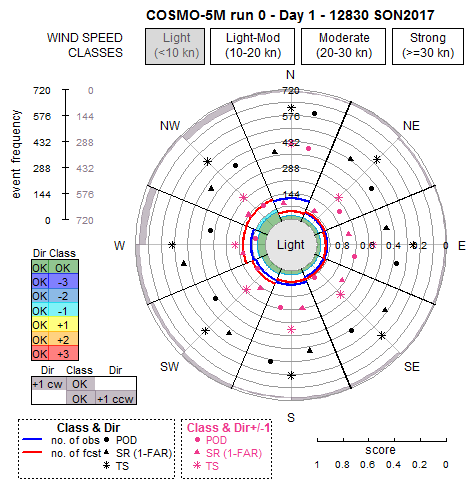 COSMO-5M run 0 - Day 1 - 12830 SON2017
WIND SPEED CLASSES
Light (<10 kn)
Light-Mod (10-20 kn)
Moderate (20-30 kn)
Strong (>=30 kn)
event frequency
720 0
576 144
432 288
288 432
144 576
0 720
N
NE
E
SE
S
SW
W
NW
720
576
432
288
144
Light
0.8 0.6 0.4 0.2 0
Dir Class
OK OK
OK -3
OK -2
OK -1
OK +1
OK +2
OK +3
Dir Class Dir
+1 cw OK
OK +1 ccw
Class & Dir
no. of obs POD
no. of fcst SR (1-FAR)
TS
Class & Dir+/-1
POD
SR (1-FAR)
TS
score
1 0.8 0.6 0.4 0.2 0